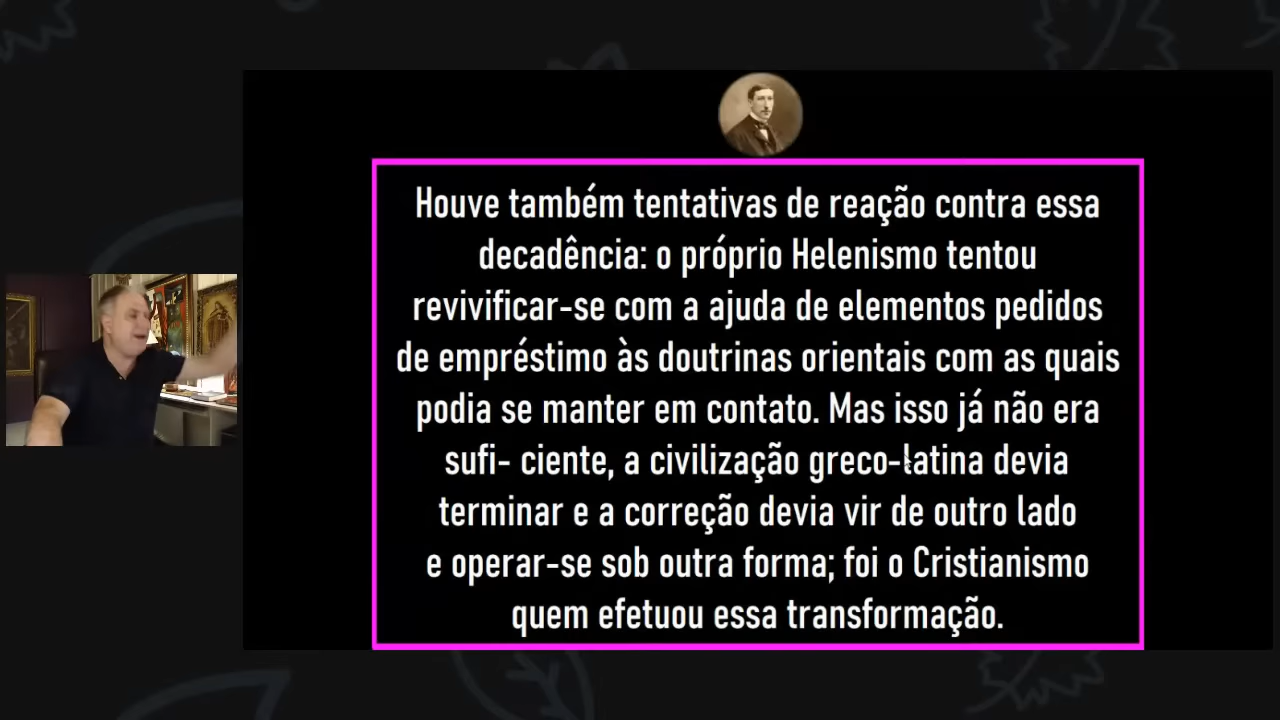 Houve também tentativas de reação contra essa
decadência: o próprio Helenismo tentou
revivificar-se com a ajuda de elementos pedidos
de empréstimo às doutrinas orientais com as quais
podia se manter em contato. Mas isso já não era
sufi- ciente, a civilização greco-latina devia
terminar e a correção devia vir de outro lado
e operar-se sob outra forma; foi o Cristianismo
quem efetuou essa transformação.